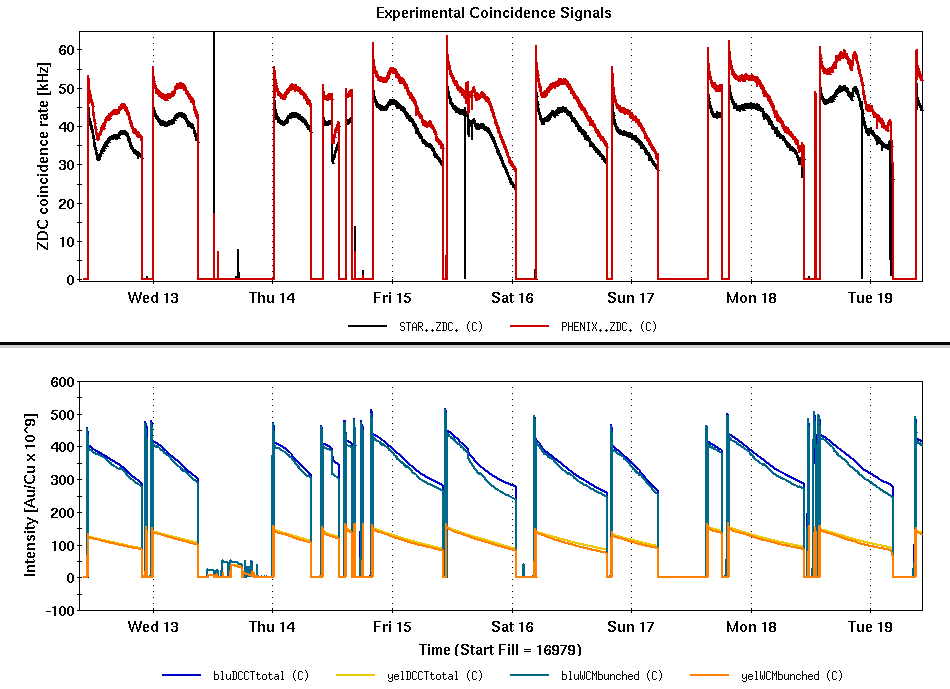 Experimental Coincidence Signals
ZDC coincidence rate [kHz]
60
50
40
30
20
10
0
Wed 13 Thu 14 Fri 15 Sat 16 Sun 17 Mon 18 Tue 19
STAR..ZDC. (C) PHENIX..ZDC. (C)
Intensity [Au/Cu x 10^9]
600
500
400
300
200
100
0
-100
Wed 13 Thu 14 Fri 15 Sat 16 Sun 17 Mon 18 Tue 19
Time (Start Fill = 16979)
bluDCCTtotal (C) yelDCCTtotal (C) bluWCMbunched (C) yelWCMbunched (C)